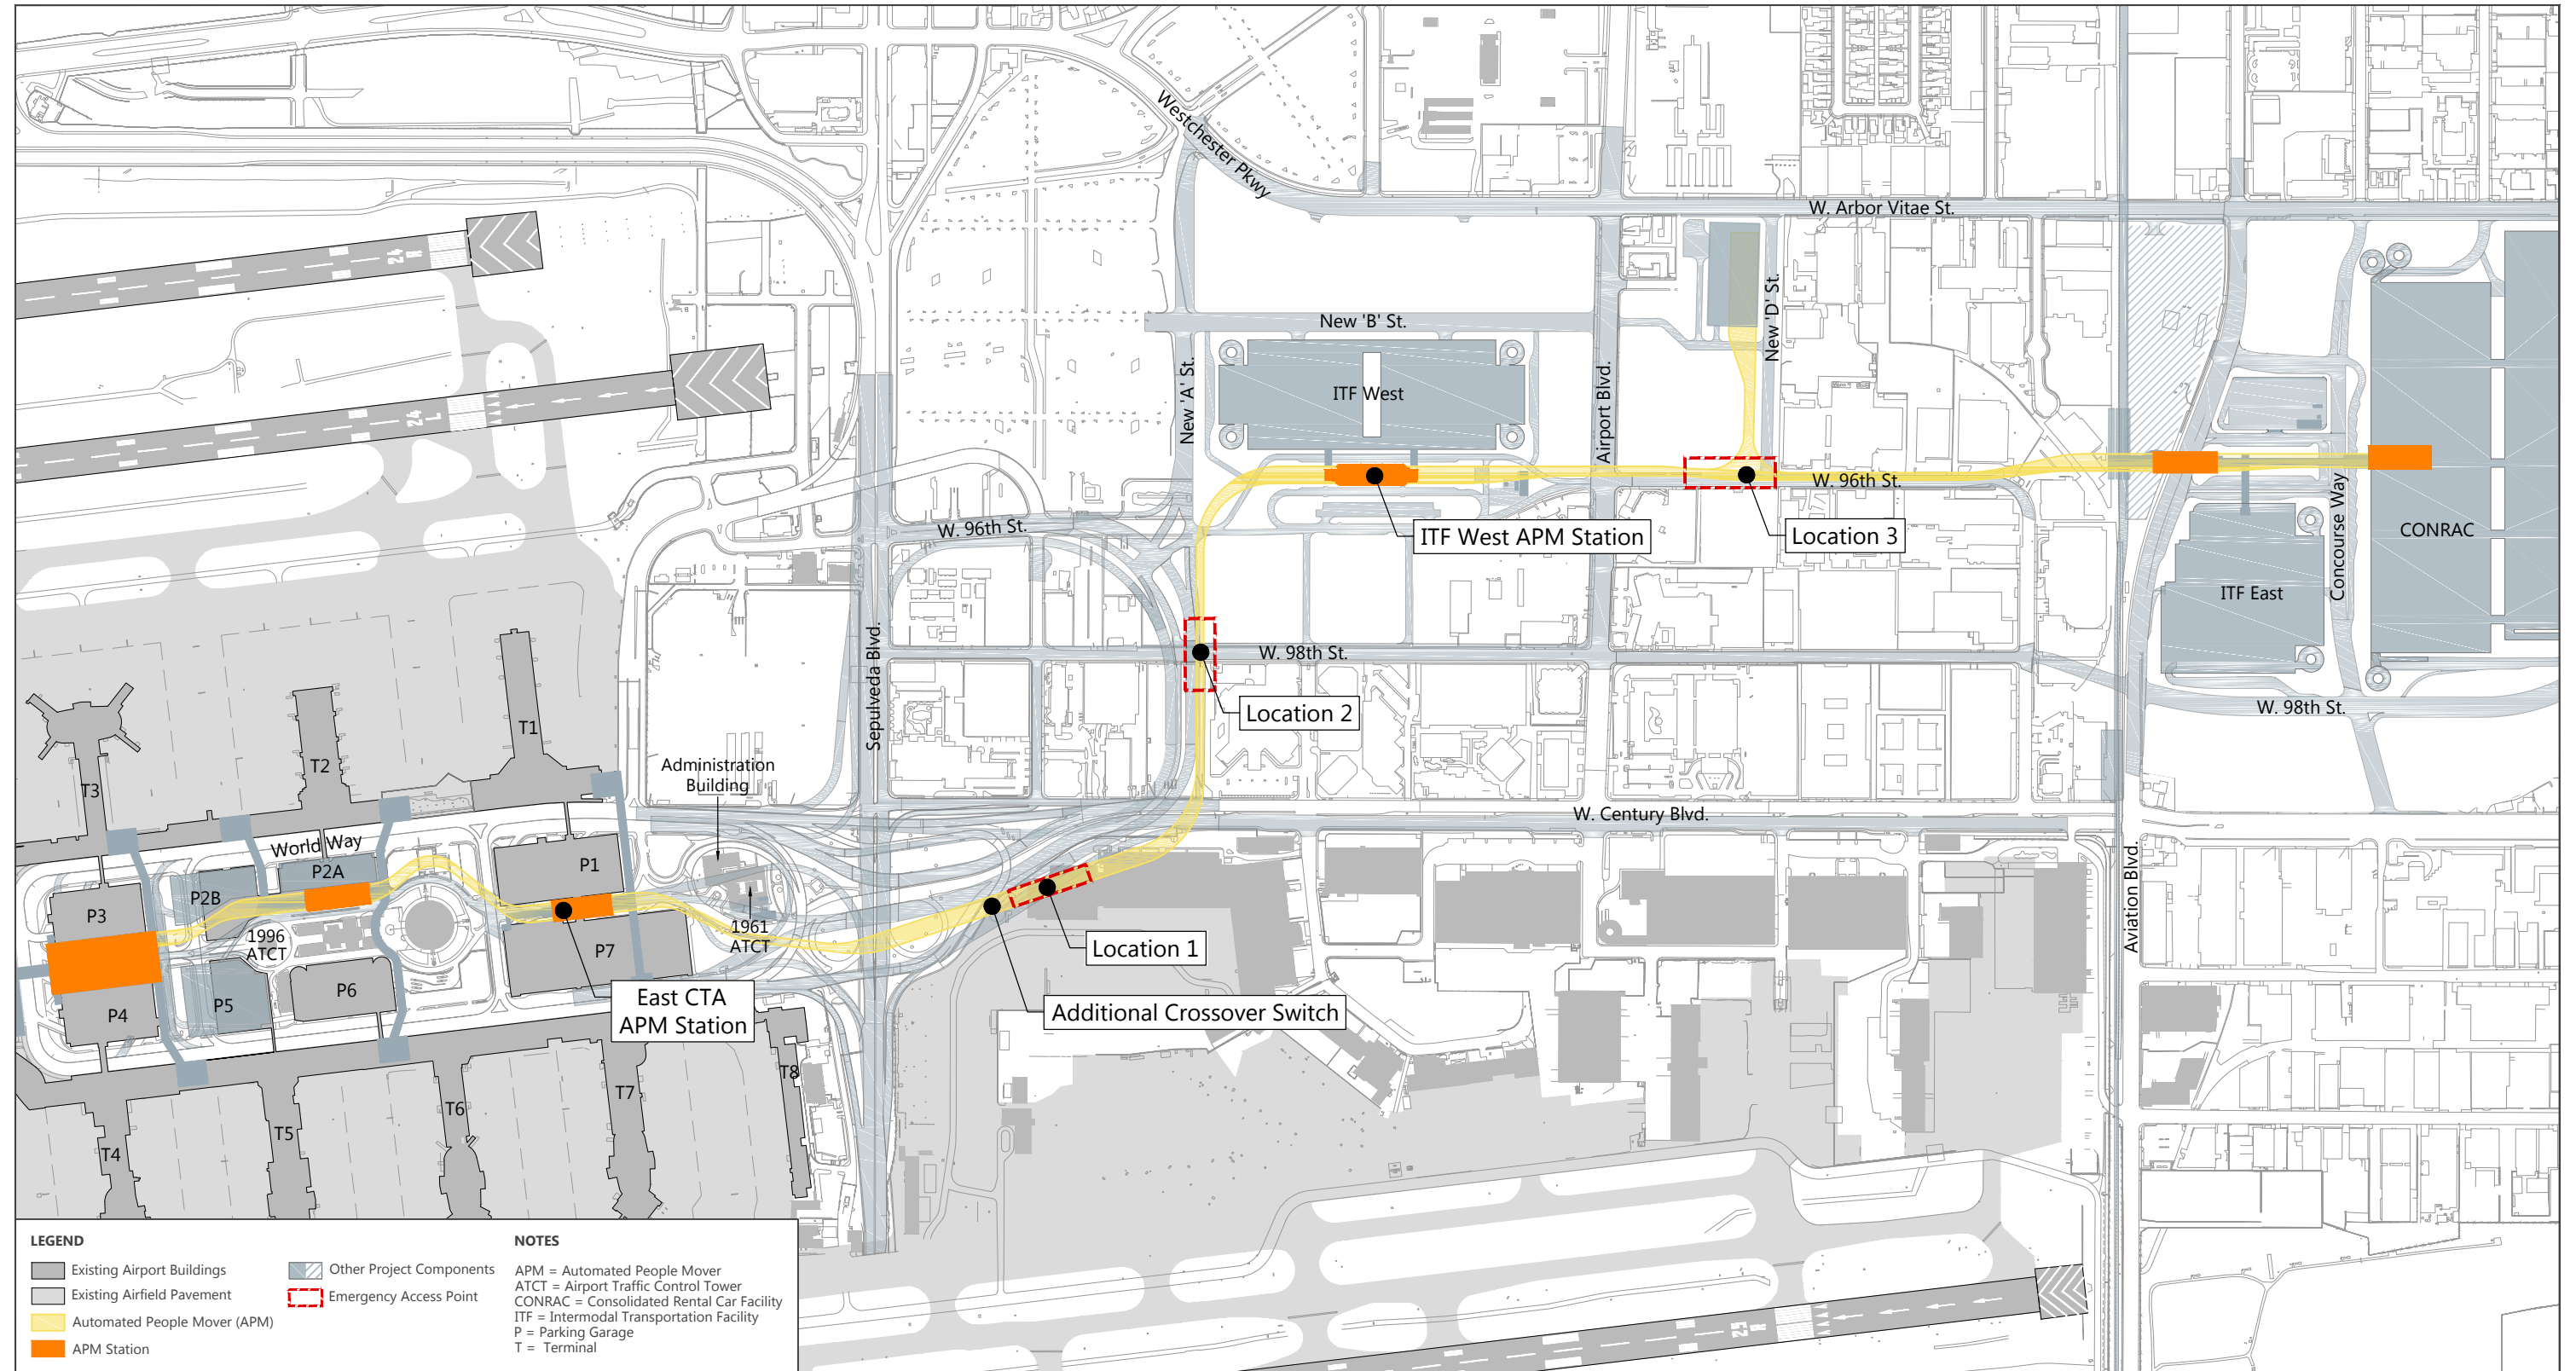 Westchester Pkwy
W. Arbor Vitae St.
24
R
New 'B' St.
New 'D' St.
New 'A' St.
ITF West
Airport Blvd.
24
L
W. 96th St.
W. 96th St.
ITF West APM Station
Location 3
Concourse Way
CONRAC
ITF East
Sepulveda Blvd.
W. 98th St.
Location 2
W. 98th St.
T1
T2
T3
Administration
Building
W. Century Blvd.
World Way
P1
P2A
P2B
P3
1996
ATCT
1961
ATCT
P7
Location 1
Aviation Blvd.
P6
P5
P4
East CTA
APM Station
Additional Crossover Switch
T8
T7
T6
T5
T4
25
LEGEND
Existing Airport Buildings
Existing Airfield Pavement
Automated People Mover (APM)
APM Station
Other Project Components
Emergency Access Point
NOTES
APM = Automated People Mover
ATCT = Airport Traffic Control Tower
CONRAC = Consolidated Rental Car Facility
ITF = Intermodal Transportation Facility
P = Parking Garage
T = Terminal